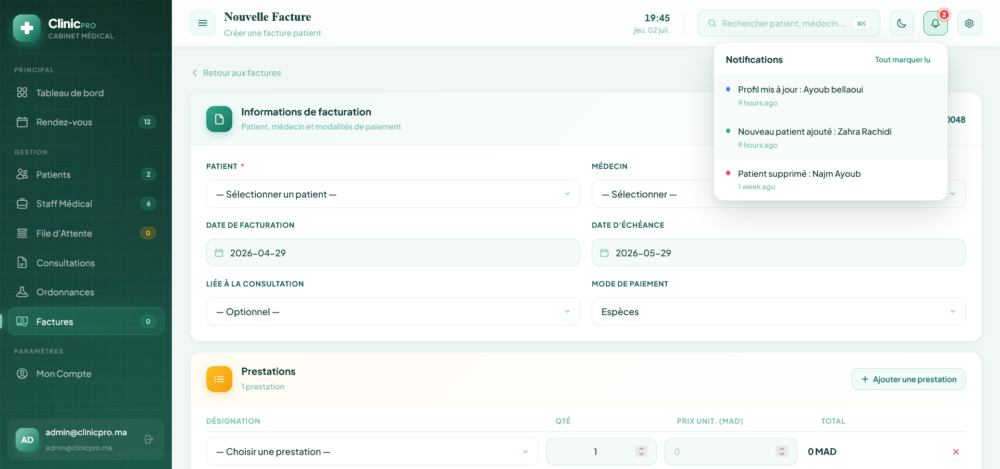 ClinicPRO
CABINET MÉDICAL
PRINCIPAL
Tableau de bord
Rendez-vous 12
GESTION
Patients 2
Staff Médical 6
File d'Attente 0
Consultations
Ordonnances
Factures 0
PARAMÈTRES
Mon Compte
AD
admin@clinicpro.ma
admin@clinicpro.ma
Nouvelle Facture
Créer une facture patient
19:45
jeu. 02 juil.
Rechercher patient, médecin... ⌘K
2
Notifications Tout marquer lu
Profil mis à jour : Ayoub bellaoui
9 hours ago
Nouveau patient ajouté : Zahra Rachidi
9 hours ago
Patient supprimé : Najm Ayoub
1 week ago
Retour aux factures
Informations de facturation
Patient, médecin et modalités de paiement
0048
PATIENT * MÉDECIN
— Sélectionner un patient — — Sélectionner —
DATE DE FACTURATION DATE D'ÉCHÉANCE
2026-04-29 2026-05-29
LIÉE À LA CONSULTATION MODE DE PAIEMENT
— Optionnel — Espèces
Prestations
1 prestation
+ Ajouter une prestation
DÉSIGNATION QTÉ PRIX UNIT. (MAD) TOTAL
— Choisir une prestation — 1 0 0 MAD